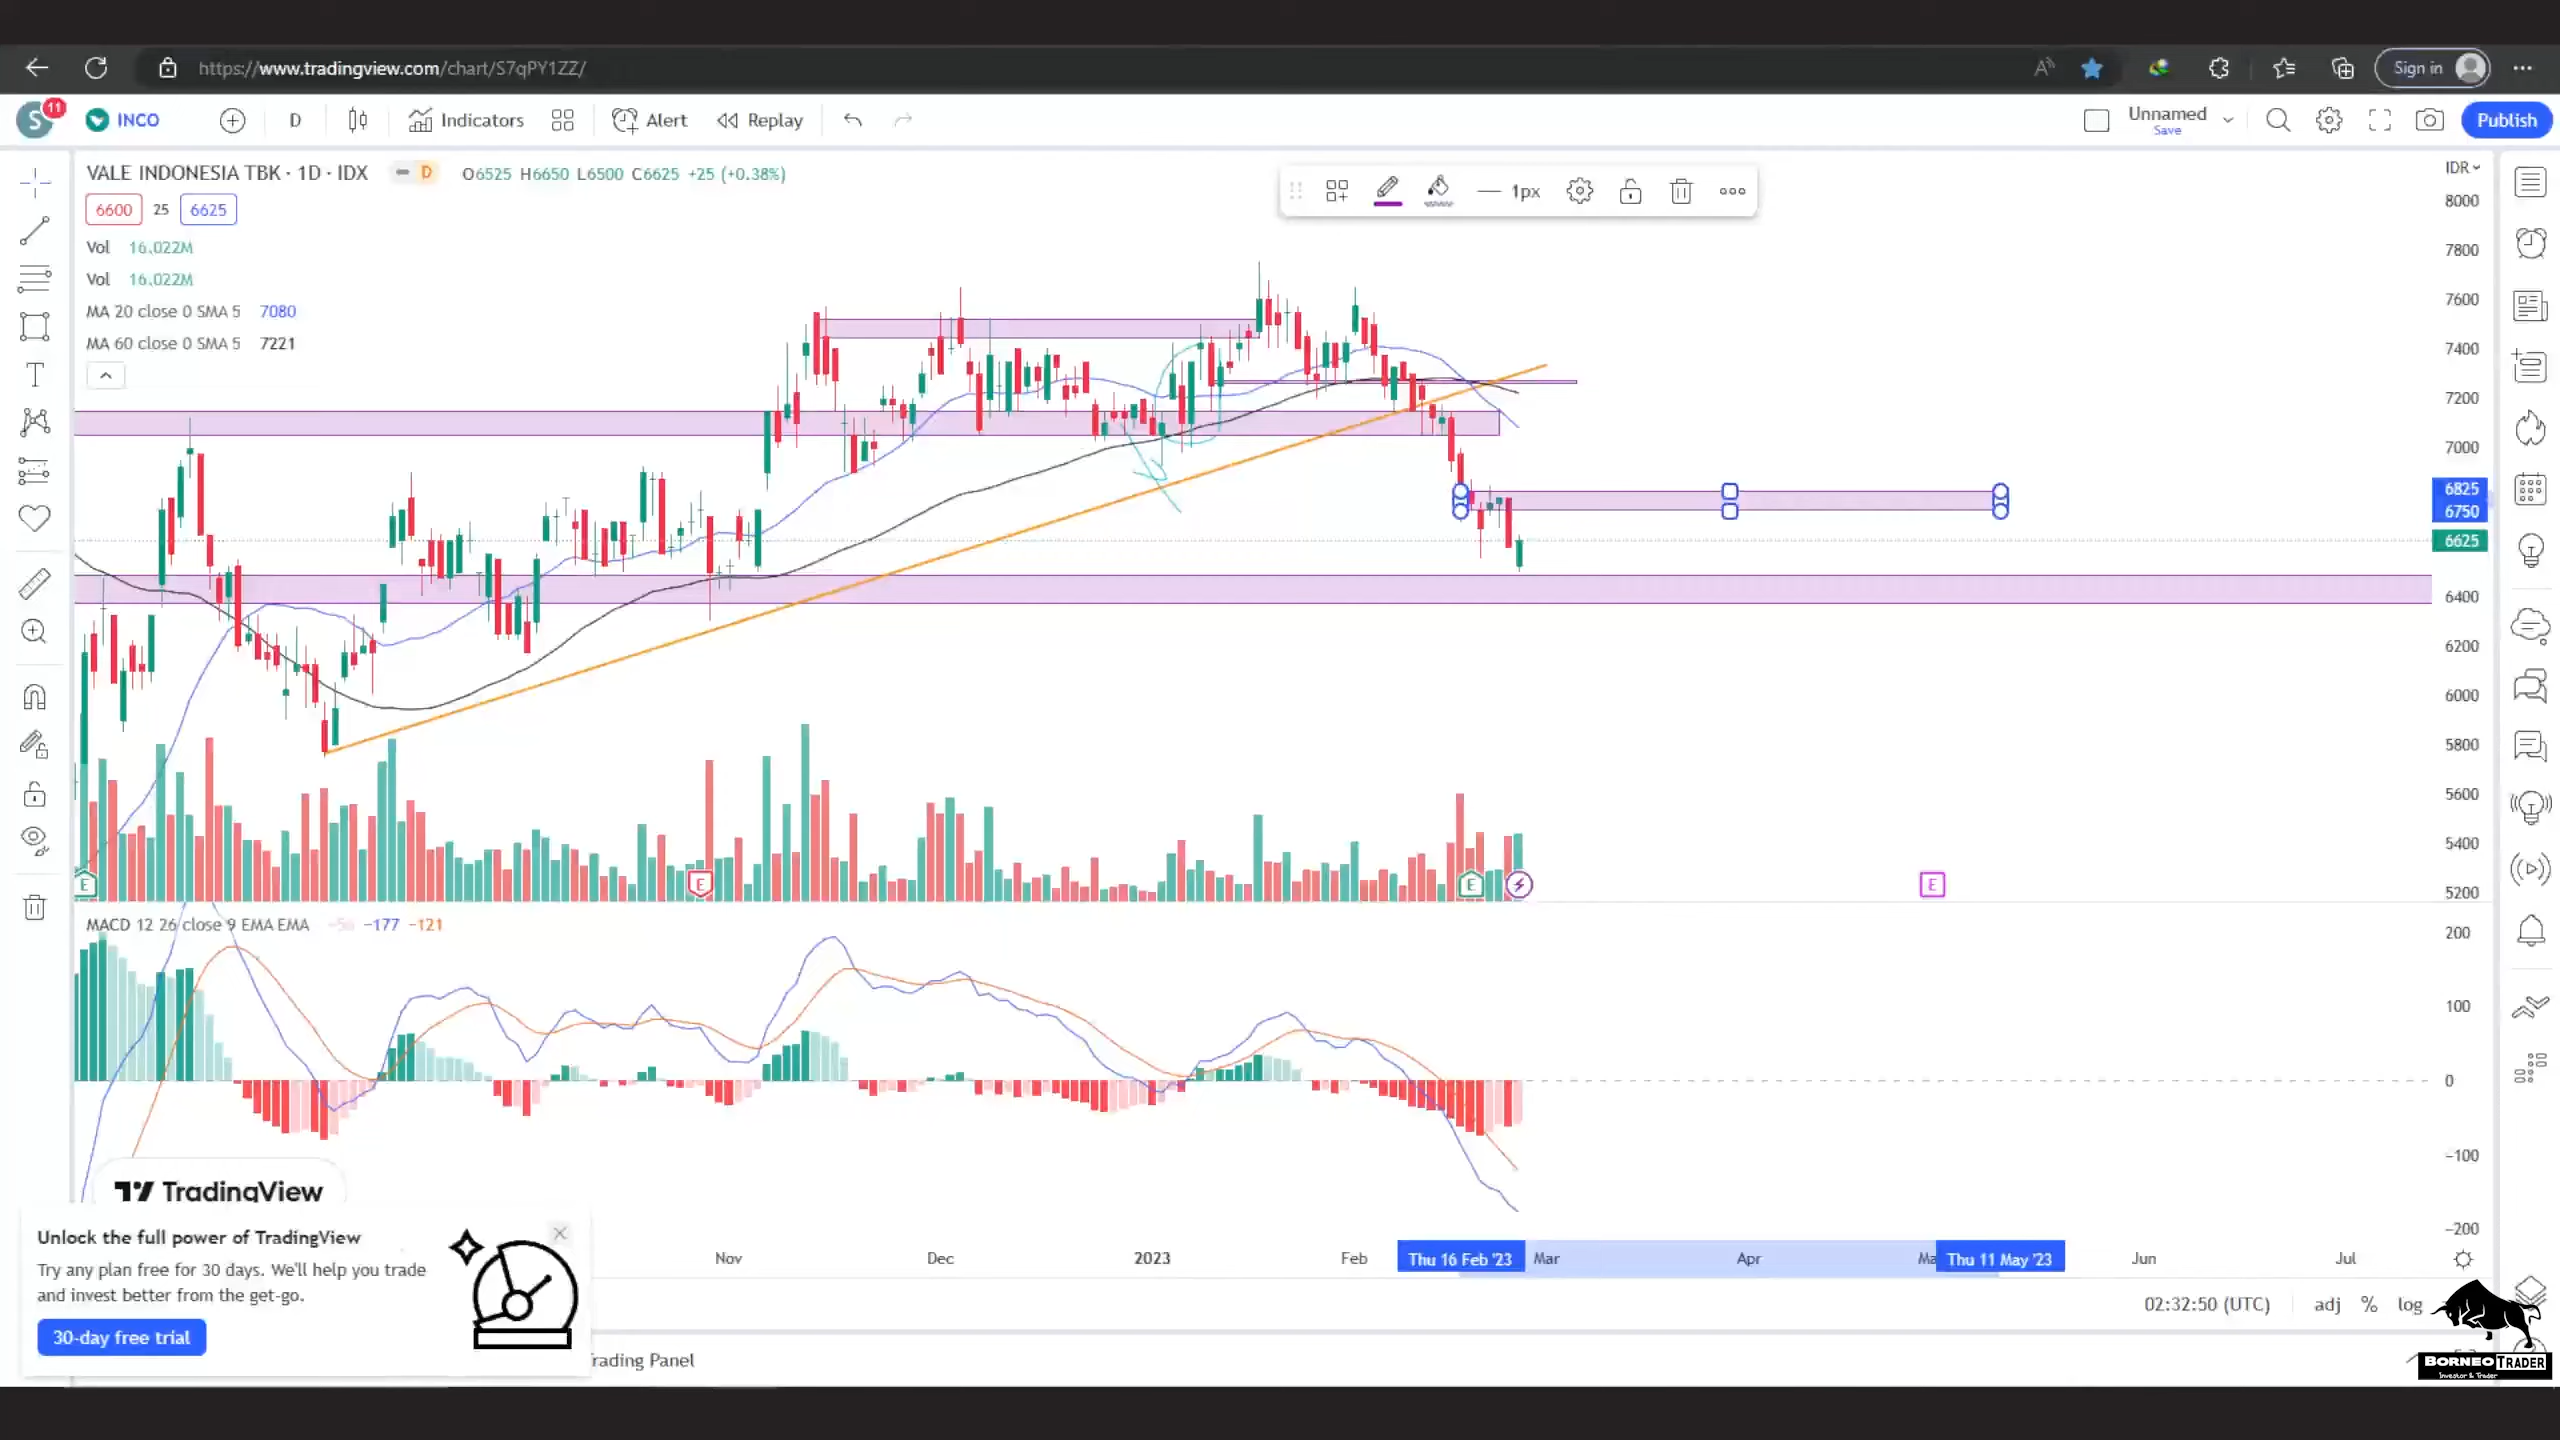 https://www.tradingview.com/chart/S7qPY1ZZ/
Sign in
S 11 INCO D Indicators Alert Replay Unnamed Save Publish
VALE INDONESIA TBK · 1D · IDX D O6525 H6650 L6500 C6625 +25 (+0.38%)
1px
IDR
6600 25 6625
Vol 16.022M
Vol 16.022M
MA 20 close 0 SMA 5 7080
MA 60 close 0 SMA 5 7221
8000
7800
7600
7400
7200
7000
6825
6750
6625
6400
6200
6000
5800
5600
5400
5200
E E E E
MACD 12 26 close 9 EMA EMA -177 -121
200
100
0
-100
-200
TradingView
Unlock the full power of TradingView
Try any plan free for 30 days. We'll help you trade
and invest better from the get-go.
30-day free trial
Nov Dec 2023 Feb Thu 16 Feb '23 Mar Apr Thu 11 May '23 Jun Jul
02:32:50 (UTC) adj % log
Trading Panel
BORNEO TRADER
Investor & Trader